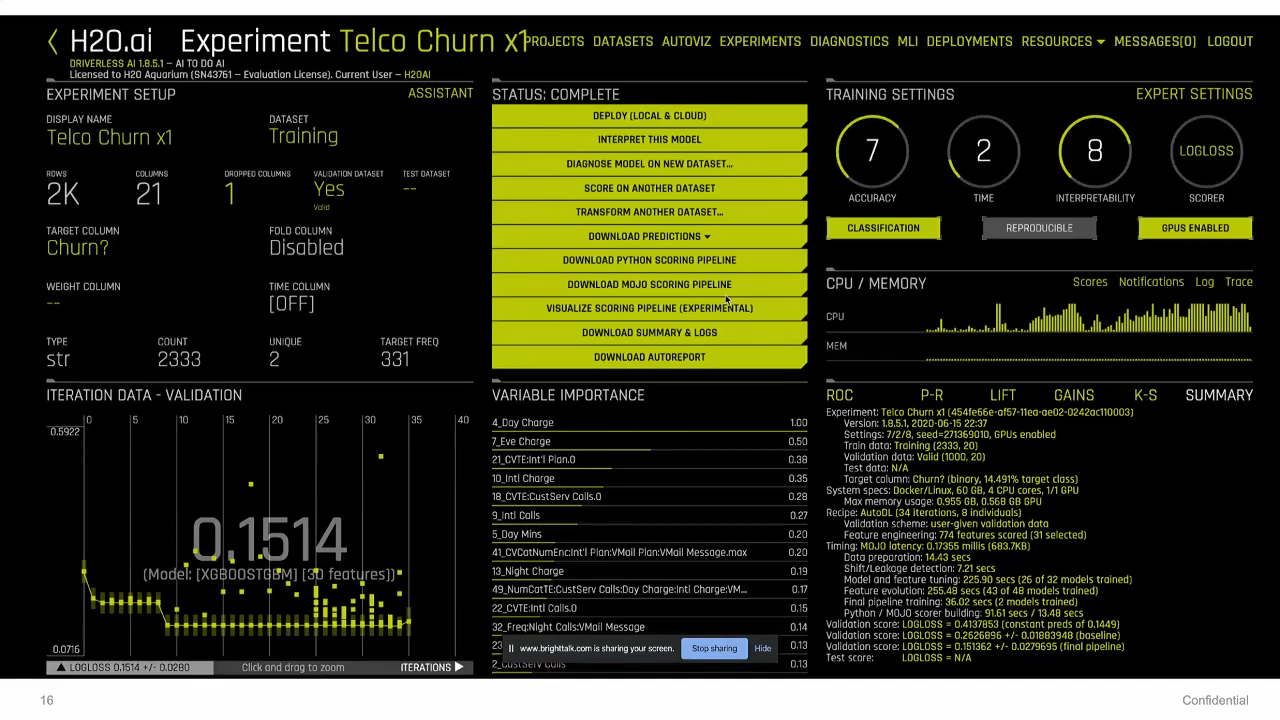 H2O.ai Experiment Telco Churn x1
PROJECTS DATASETS AUTOVIZ EXPERIMENTS DIAGNOSTICS MLI DEPLOYMENTS RESOURCES MESSAGES[0] LOGOUT
DRIVERLESS AI 1.8.5.1 – AI TO DO AI
Licensed to H2O Aquarium (SN43761 – Evaluation License). Current User – H2OAI
EXPERIMENT SETUP
ASSISTANT
DISPLAY NAME
Telco Churn x1
DATASET
Training
ROWS
2K
COLUMNS
21
DROPPED COLUMNS
1
VALIDATION DATASET
Yes
Valid
TEST DATASET
--
TARGET COLUMN
Churn?
FOLD COLUMN
Disabled
WEIGHT COLUMN
--
TIME COLUMN
[OFF]
TYPE
str
COUNT
2333
UNIQUE
2
TARGET FREQ
331
STATUS: COMPLETE
DEPLOY (LOCAL & CLOUD)
INTERPRET THIS MODEL
DIAGNOSE MODEL ON NEW DATASET...
SCORE ON ANOTHER DATASET
TRANSFORM ANOTHER DATASET...
DOWNLOAD PREDICTIONS
DOWNLOAD PYTHON SCORING PIPELINE
DOWNLOAD MOJO SCORING PIPELINE
VISUALIZE SCORING PIPELINE (EXPERIMENTAL)
DOWNLOAD SUMMARY & LOGS
DOWNLOAD AUTOREPORT
TRAINING SETTINGS
EXPERT SETTINGS
7
ACCURACY
2
TIME
8
INTERPRETABILITY
LOGLOSS
SCORER
CLASSIFICATION
REPRODUCIBLE
GPUS ENABLED
CPU / MEMORY
Scores Notifications Log Trace
CPU
MEM
ITERATION DATA - VALIDATION
0 5 10 15 20 25 30 35 40
0.5922
0.1514
(Model: [XGBOOSTGBM] [30 features])
0.0716
LOGLOSS 0.1514 +/- 0.0280
Click and drag to zoom
ITERATIONS
VARIABLE IMPORTANCE
4_Day Charge 1.00
7_Eve Charge 0.50
21_CVTE:Int'l Plan.0 0.38
10_Intl Charge 0.35
18_CVTE:CustServ Calls.0 0.28
9_Intl Calls 0.27
5_Day Mins 0.20
41_CVCatNumEnc:Int'l Plan:VMail Plan:VMail Message.max 0.20
13_Night Charge 0.19
49_NumCatTE:CustServ Calls:Day Charge:Intl Charge:VM... 0.17
22_CVTE:Intl Calls.0 0.15
32_Freq:Night Calls:VMail Message 0.14
23 0.13
2_CustServ Calls 0.13
www.brighttalk.com is sharing your screen.
Stop sharing
Hide
ROC P-R LIFT GAINS K-S SUMMARY
Experiment: Telco Churn x1 (454fe66e-af57-11ea-ae02-0242ac110003)
Version: 1.8.5.1, 2020-06-15 22:37
Settings: 7/2/8, seed=271369010, GPUs enabled
Train data: Training (2333, 20)
Validation data: Valid (1000, 20)
Test data: N/A
Target column: Churn? (binary, 14.491% target class)
System specs: Docker/Linux, 60 GB, 4 CPU cores, 1/1 GPU
Max memory usage: 0.955 GB, 0.568 GB GPU
Recipe: AutoDL (34 iterations, 8 individuals)
Validation scheme: user-given validation data
Feature engineering: 774 features scored (31 selected)
Timing: MOJO latency: 0.17355 millis (683.7KB)
Data preparation: 14.43 secs
Shift/Leakage detection: 7.21 secs
Model and feature tuning: 225.90 secs (26 of 32 models trained)
Feature evolution: 255.48 secs (43 of 48 models trained)
Final pipeline training: 36.02 secs (2 models trained)
Python / MOJO scorer building: 91.61 secs / 13.48 secs
Validation score: LOGLOSS = 0.4137853 (constant preds of 0.1449)
Validation score: LOGLOSS = 0.2526896 +/- 0.01883948 (baseline)
Validation score: LOGLOSS = 0.151362 +/- 0.0279695 (final pipeline)
Test score: LOGLOSS = N/A
16
Confidential